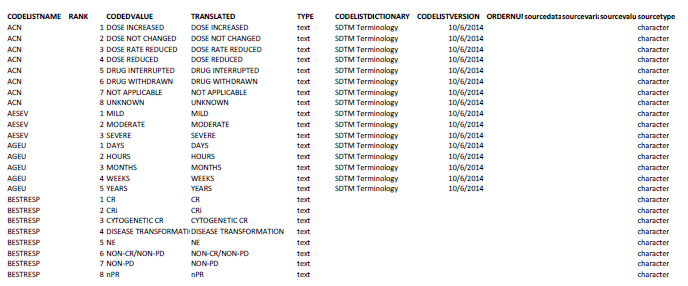 CODELISTNAME RANK CODEDVALUE TRANSLATED TYPE CODELISTDICTIONARY CODELISTVERSION ORDERNUI sourcedata sourcevaria sourcevalu sourcetype
ACN 1 DOSE INCREASED DOSE INCREASED text SDTM Terminology 10/6/2014 character
ACN 2 DOSE NOT CHANGED DOSE NOT CHANGED text SDTM Terminology 10/6/2014 character
ACN 3 DOSE RATE REDUCED DOSE RATE REDUCED text SDTM Terminology 10/6/2014 character
ACN 4 DOSE REDUCED DOSE REDUCED text SDTM Terminology 10/6/2014 character
ACN 5 DRUG INTERRUPTED DRUG INTERRUPTED text SDTM Terminology 10/6/2014 character
ACN 6 DRUG WITHDRAWN DRUG WITHDRAWN text SDTM Terminology 10/6/2014 character
ACN 7 NOT APPLICABLE NOT APPLICABLE text SDTM Terminology 10/6/2014 character
ACN 8 UNKNOWN UNKNOWN text SDTM Terminology 10/6/2014 character
AESEV 1 MILD MILD text SDTM Terminology 10/6/2014 character
AESEV 2 MODERATE MODERATE text SDTM Terminology 10/6/2014 character
AESEV 3 SEVERE SEVERE text SDTM Terminology 10/6/2014 character
AGEU 1 DAYS DAYS text SDTM Terminology 10/6/2014 character
AGEU 2 HOURS HOURS text SDTM Terminology 10/6/2014 character
AGEU 3 MONTHS MONTHS text SDTM Terminology 10/6/2014 character
AGEU 4 WEEKS WEEKS text SDTM Terminology 10/6/2014 character
AGEU 5 YEARS YEARS text SDTM Terminology 10/6/2014 character
BESTRESP 1 CR CR text character
BESTRESP 2 CRi CRi text character
BESTRESP 3 CYTOGENETIC CR CYTOGENETIC CR text character
BESTRESP 4 DISEASE TRANSFORMATI DISEASE TRANSFORMATION text character
BESTRESP 5 NE NE text character
BESTRESP 6 NON-CR/NON-PD NON-CR/NON-PD text character
BESTRESP 7 NON-PD NON-PD text character
BESTRESP 8 nPR nPR text character